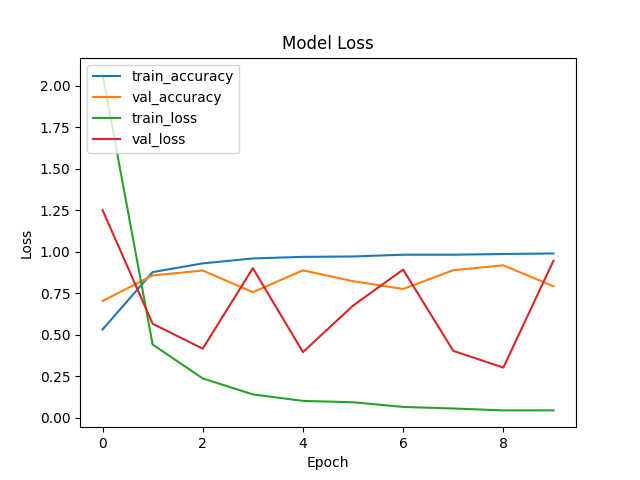 Model Loss
train_accuracy
val_accuracy
train_loss
val_loss
2.00
1.75
1.50
1.25
1.00
0.75
0.50
0.25
0.00
Loss
0 2 4 6 8
Epoch